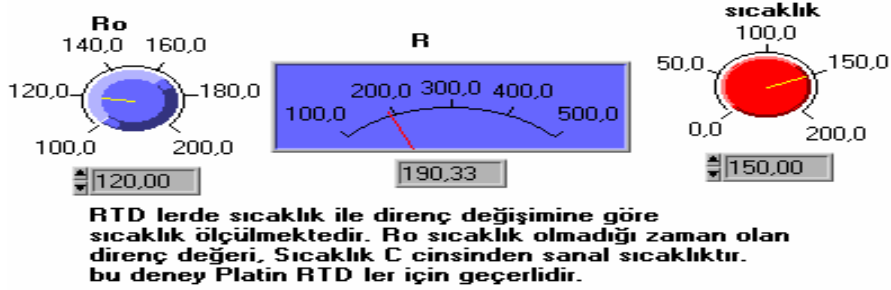 Ro
140,0 160,0
120,0 180,0
100,0 200,0
120,00
R
200,0 300,0 400,0
100,0 500,0
190,33
sıcaklık
100,0
50,0 150,0
0,0 200,0
150,00
RTD lerde sıcaklık ile direnç değişimine göre
sıcaklık ölçülmektedir. Ro sıcaklık olmadığı zaman olan
direnç değeri, Sıcaklık C cinsinden sanal sıcaklıktır.
bu deney Platin RTD ler için geçerlidir.